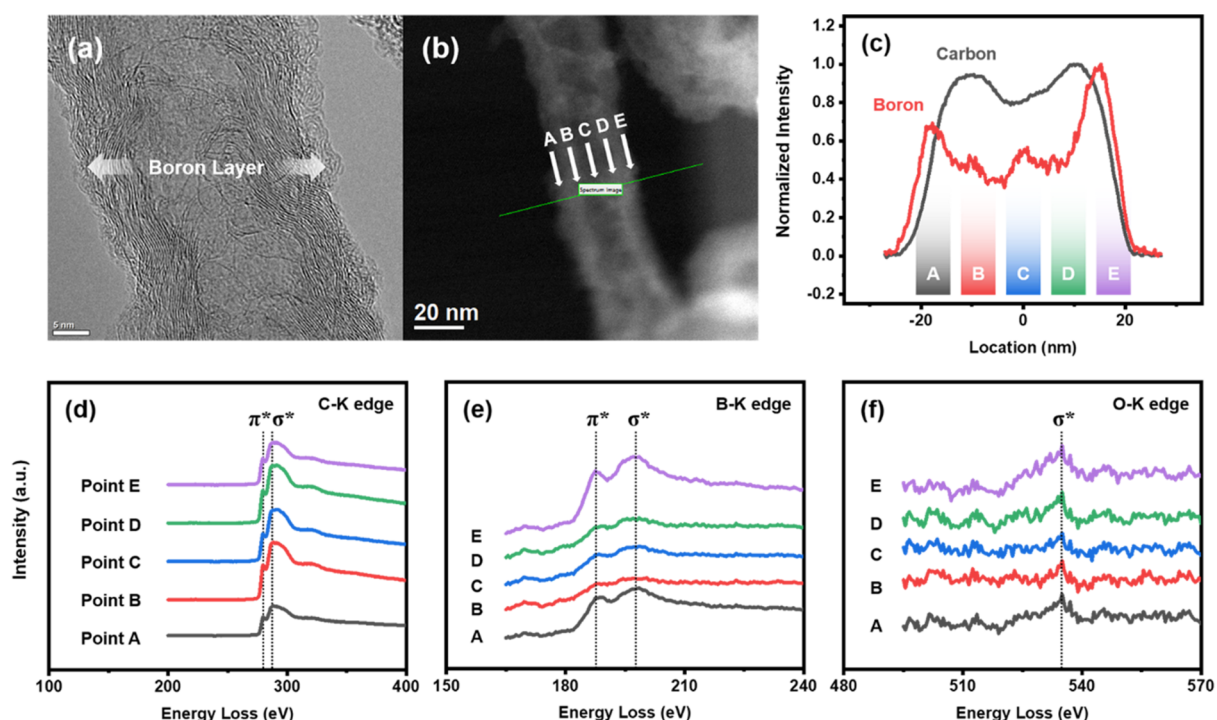 (a)
Boron Layer
5 nm
(b)
A B C D E
Spectrum Image
20 nm
(c)
Carbon
Boron
Normalized Intensity
1.2
1.0
0.8
0.6
0.4
0.2
0.0
-0.2
A B C D E
-20 0 20
Location (nm)
(d)
C-K edge
π* σ*
Point E
Point D
Point C
Point B
Point A
Intensity (a.u.)
100 200 300 400
Energy Loss (eV)
(e)
B-K edge
π* σ*
E
D
C
B
A
150 180 210 240
Energy Loss (eV)
(f)
O-K edge
σ*
E
D
C
B
A
480 510 540 570
Energy Loss (eV)